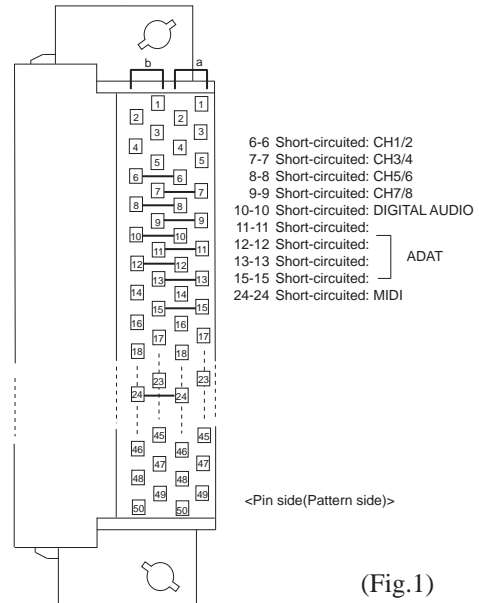 b a
1 1
2 2
3 3
4 4
5 5
6 6
7 7
8 8
9 9
10 10
11 11
12 12
13 13
14 14
15 15
16 16
17 17
18 18
23 23
24 24
45 45
46 46
47 47
48 48
49 49
50 50
6-6 Short-circuited: CH1/2
7-7 Short-circuited: CH3/4
8-8 Short-circuited: CH5/6
9-9 Short-circuited: CH7/8
10-10 Short-circuited: DIGITAL AUDIO
11-11 Short-circuited:
12-12 Short-circuited:
13-13 Short-circuited:
ADAT
15-15 Short-circuited:
24-24 Short-circuited: MIDI
<Pin side(Pattern side)>
(Fig.1)